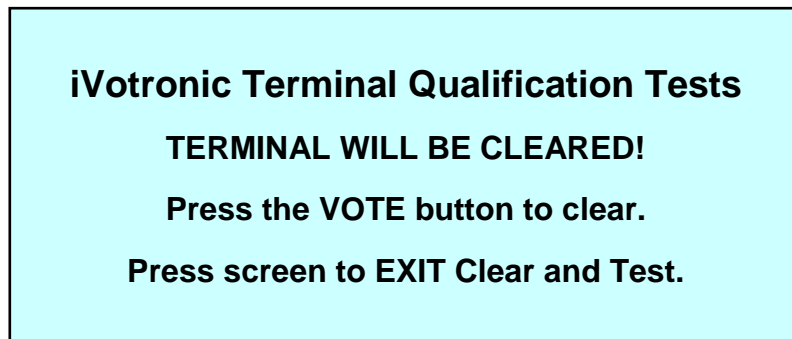 iVotronic Terminal Qualification Tests
TERMINAL WILL BE CLEARED!
Press the VOTE button to clear.
Press screen to EXIT Clear and Test.